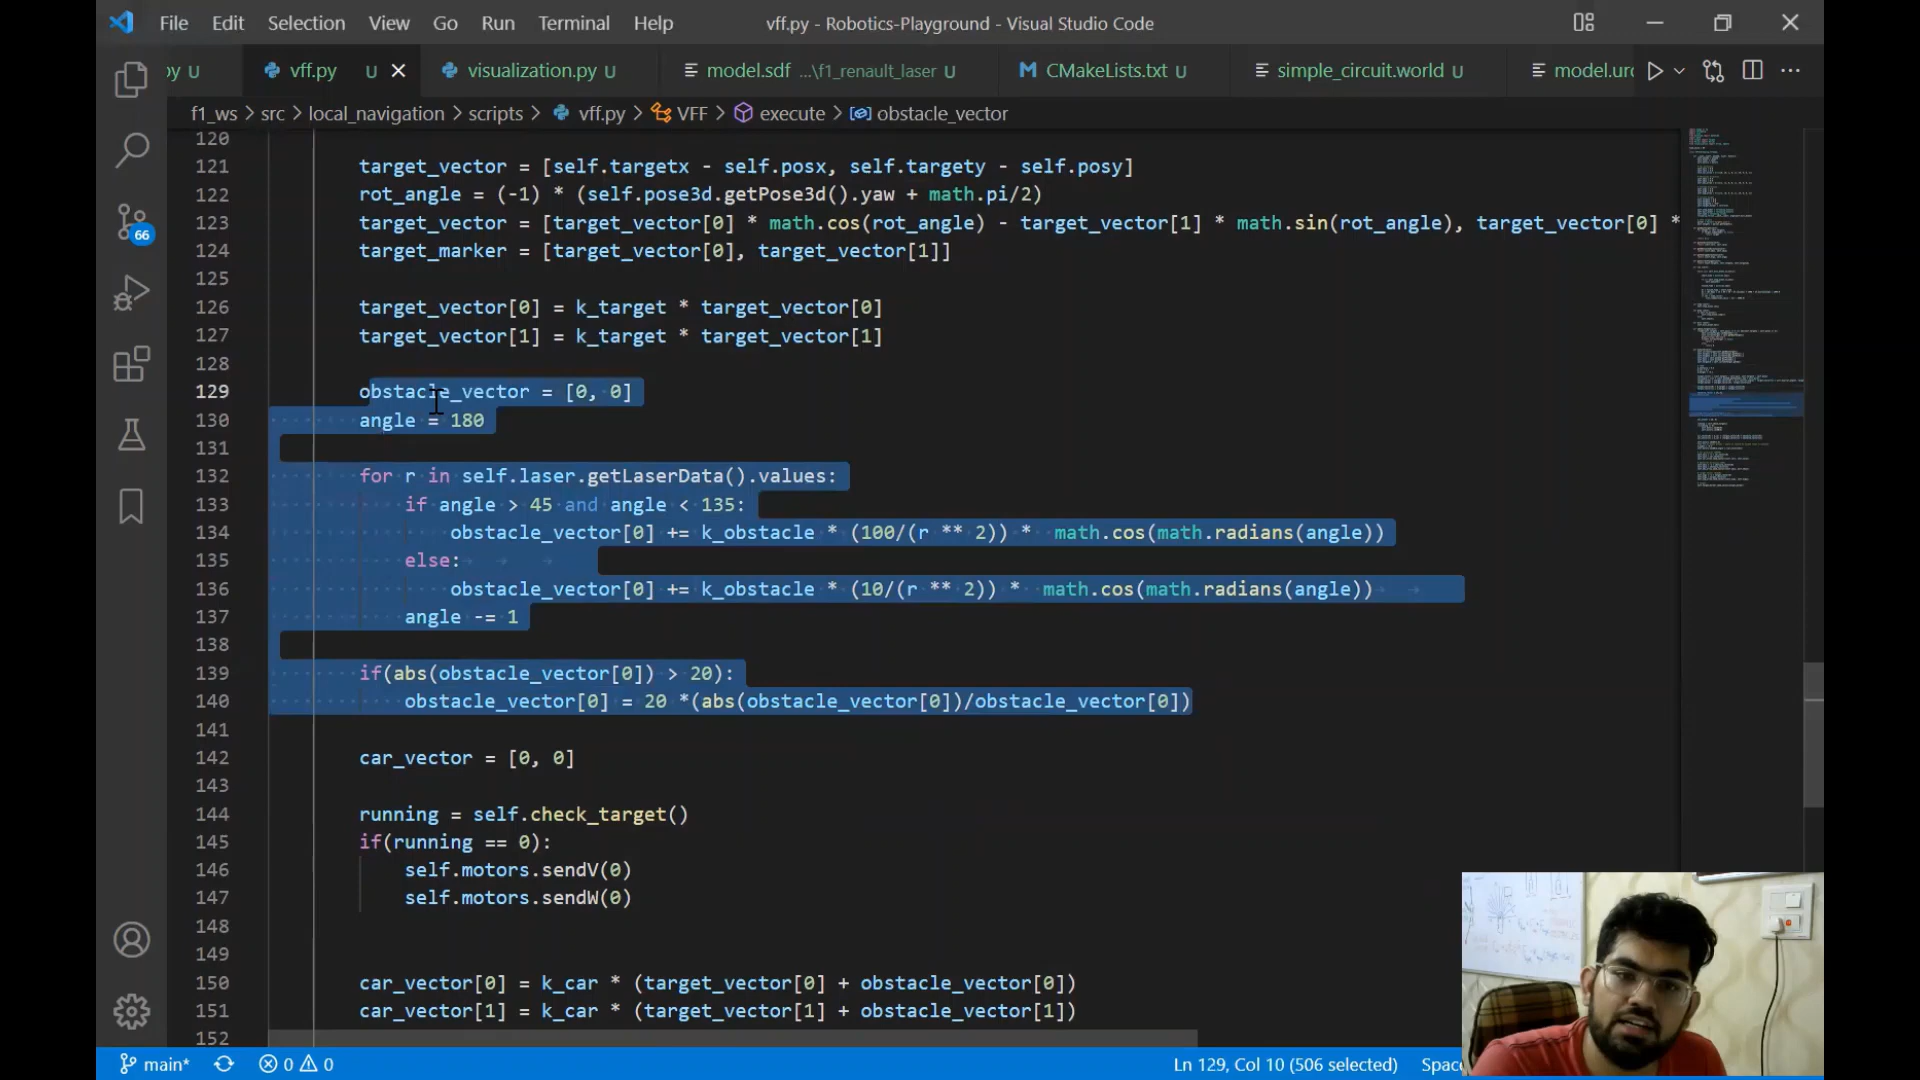 File Edit Selection View Go Run Terminal Help vff.py - Robotics-Playground - Visual Studio Code
py U vff.py U visualization.py U model.sdf ...\f1_renault_laser U CMakeLists.txt U simple_circuit.world U model.urd
f1_ws > src > local_navigation > scripts > vff.py > VFF > execute > obstacle_vector
120
121 target_vector = [self.targetx - self.posx, self.targety - self.posy]
122 rot_angle = (-1) * (self.pose3d.getPose3d().yaw + math.pi/2)
123 target_vector = [target_vector[0] * math.cos(rot_angle) - target_vector[1] * math.sin(rot_angle), target_vector[0] *
124 target_marker = [target_vector[0], target_vector[1]]
125
126 target_vector[0] = k_target * target_vector[0]
127 target_vector[1] = k_target * target_vector[1]
128
129 obstacle_vector = [0, 0]
130 angle = 180
131
132 for r in self.laser.getLaserData().values:
133 if angle > 45 and angle < 135:
134 obstacle_vector[0] += k_obstacle * (100/(r ** 2)) * math.cos(math.radians(angle))
135 else:
136 obstacle_vector[0] += k_obstacle * (10/(r ** 2)) * math.cos(math.radians(angle))
137 angle -= 1
138
139 if(abs(obstacle_vector[0]) > 20):
140 obstacle_vector[0] = 20 *(abs(obstacle_vector[0])/obstacle_vector[0])
141
142 car_vector = [0, 0]
143
144 running = self.check_target()
145 if(running == 0):
146 self.motors.sendV(0)
147 self.motors.sendW(0)
148
149
150 car_vector[0] = k_car * (target_vector[0] + obstacle_vector[0])
151 car_vector[1] = k_car * (target_vector[1] + obstacle_vector[1])
152
66
main* 0 0 Ln 129, Col 10 (506 selected) Spac